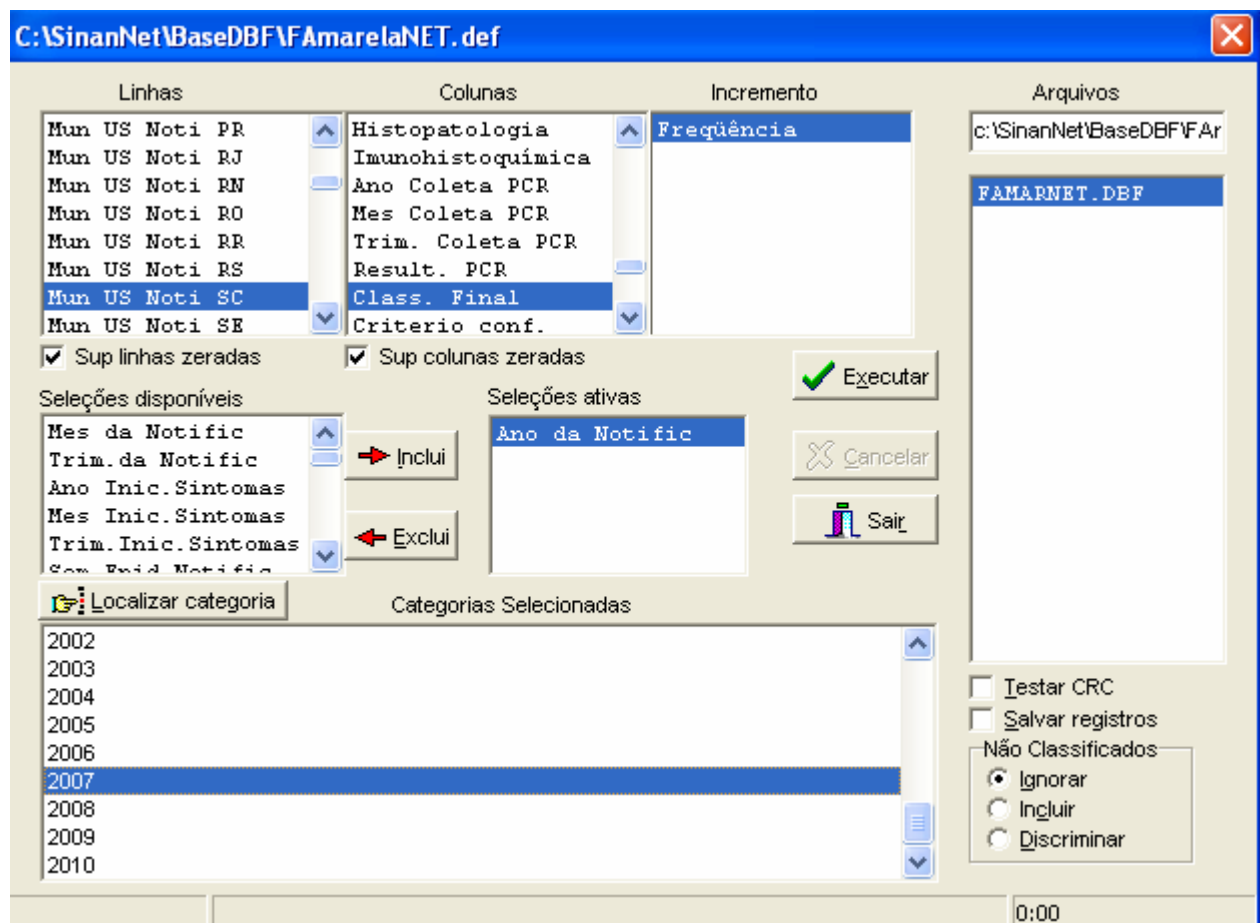 C:\SinanNet\BaseDBF\FAmarelaNET.def
Linhas
Colunas
Incremento
Arquivos
Mun US Noti PR
Mun US Noti RJ
Mun US Noti RN
Mun US Noti RO
Mun US Noti RR
Mun US Noti RS
Mun US Noti SC
Mun US Noti SE
Histopatologia
Imunohistoquímica
Ano Coleta PCR
Mes Coleta PCR
Trim. Coleta PCR
Result. PCR
Class. Final
Criterio conf.
Freqüência
c:\SinanNet\BaseDBF\FAr
FAMARNET.DBF
Sup linhas zeradas
Sup colunas zeradas
Executar
Seleções disponíveis
Seleções ativas
Mes da Notific
Trim.da Notific
Ano Inic.Sintomas
Mes Inic.Sintomas
Trim.Inic.Sintomas
Sem Epid Notific
Inclui
Exclui
Ano da Notific
Cancelar
Sair
Localizar categoria
Categorias Selecionadas
2002
2003
2004
2005
2006
2007
2008
2009
2010
Testar CRC
Salvar registros
Não Classificados
Ignorar
Incluir
Discriminar
0:00